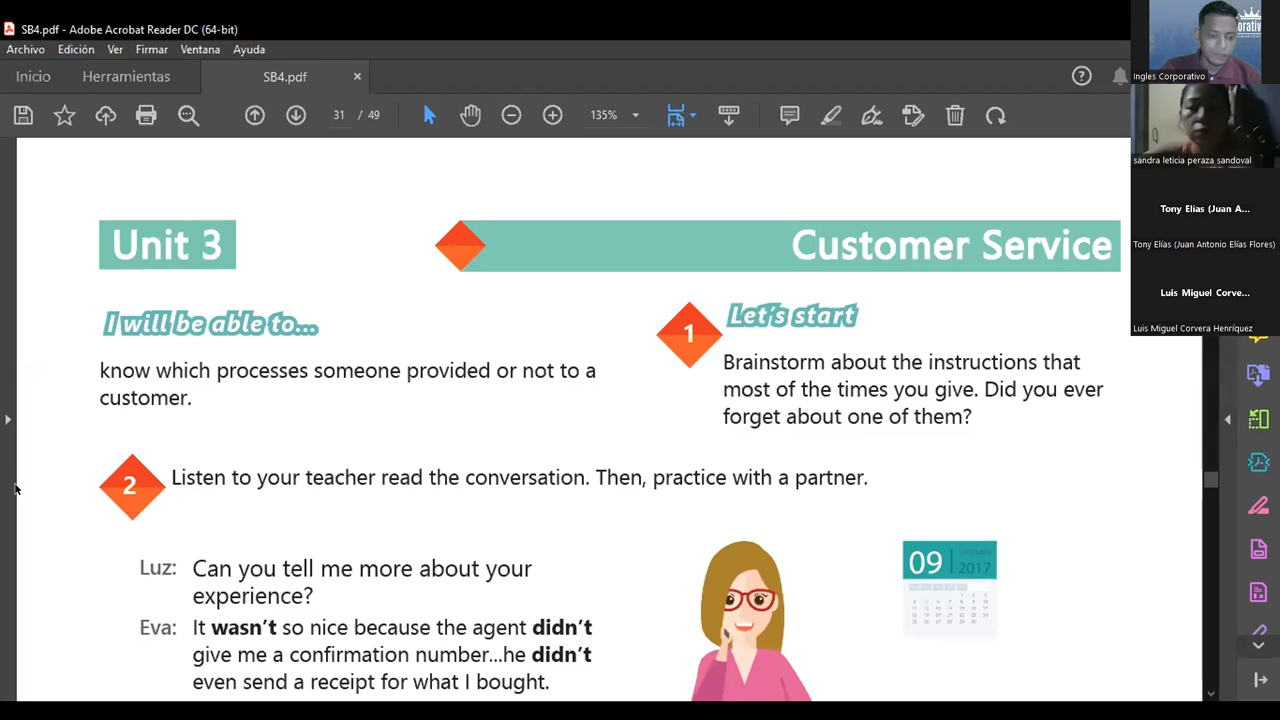 SB4.pdf - Adobe Acrobat Reader DC (64-bit)
Archivo Edición Ver Firmar Ventana Ayuda
Inicio Herramientas SB4.pdf
31 / 49 135%
Ingles Corporativo
sandra leticia peraza sandoval
Tony Elías (Juan A...
Tony Elías (Juan Antonio Elías Flores)
Luis Miguel Corve...
Luis Miguel Corvera Henríquez
Unit 3
Customer Service
I will be able to...
know which processes someone provided or not to a
customer.
1
Let's start
Brainstorm about the instructions that
most of the times you give. Did you ever
forget about one of them?
2
Listen to your teacher read the conversation. Then, practice with a partner.
Luz: Can you tell me more about your
experience?
Eva: It wasn't so nice because the agent didn't
give me a confirmation number...he didn't
even send a receipt for what I bought.
09
2017